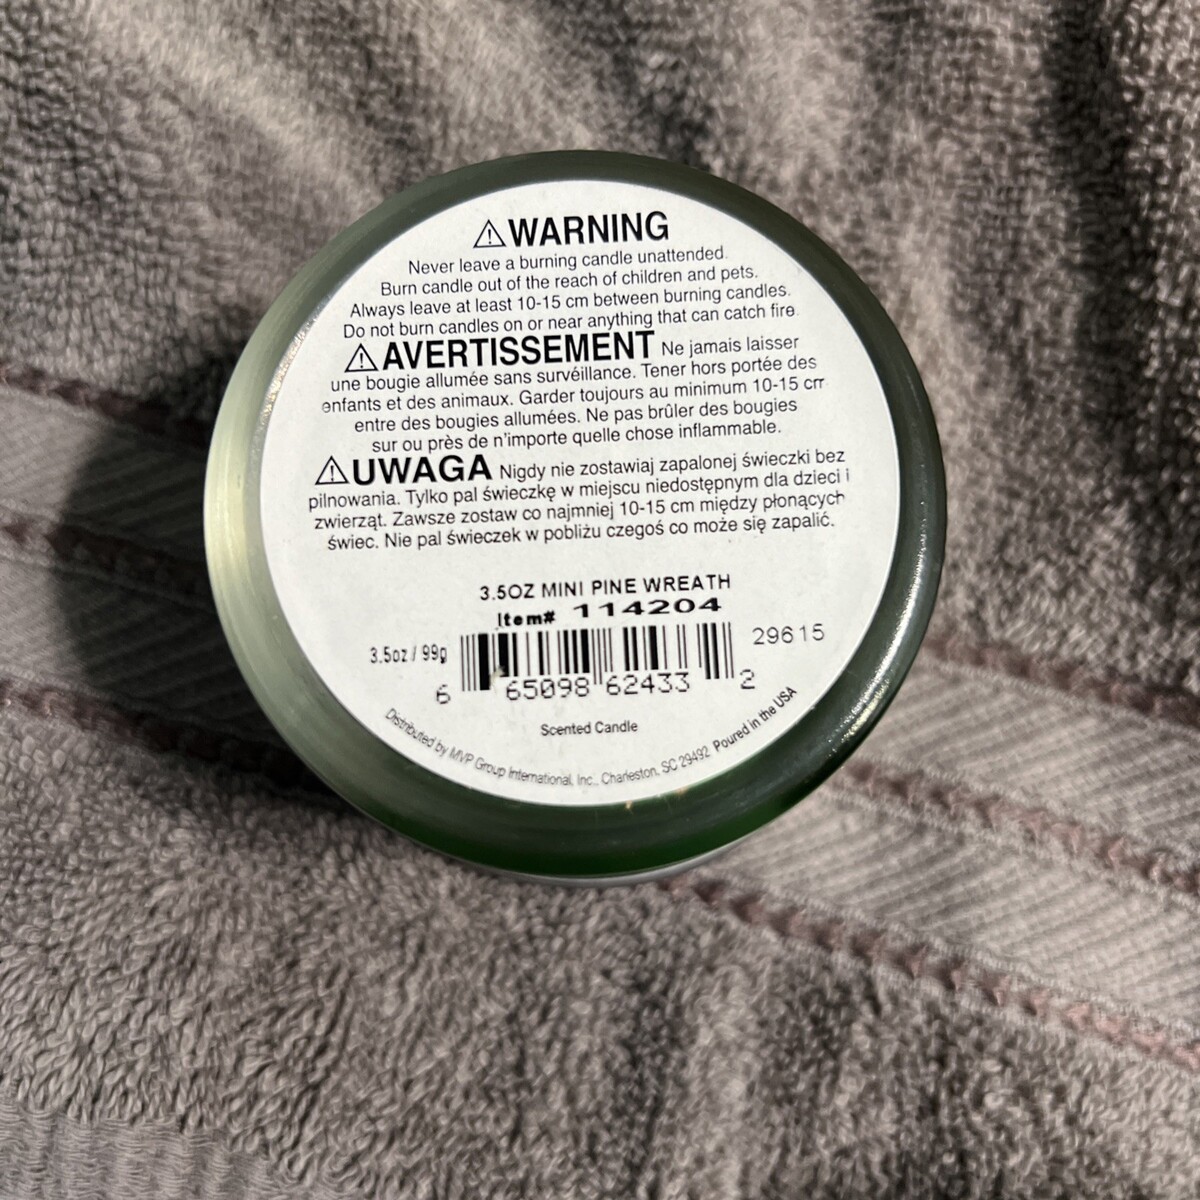 ⚠WARNING
Never leave a burning candle unattended.
Burn candle out of the reach of children and pets.
Always leave at least 10-15 cm between burning candles.
Do not burn candles on or near anything that can catch fire.
⚠AVERTISSEMENT Ne jamais laisser
une bougie allumée sans survéillance. Tener hors portée des
enfants et des animaux. Garder toujours au minimum 10-15 cm
entre des bougies allumées. Ne pas brûler des bougies
sur ou près de n'importe quelle chose inflammable.
⚠UWAGA Nigdy nie zostawiaj zapalonej świeczki bez
pilnowania. Tylko pal świeczkę w miejscu niedostępnym dla dzieci i
zwierząt. Zawsze zostaw co najmniej 10-15 cm między płonących
świec. Nie pal świeczek w pobliżu czegoś co może się zapalić.
3.5OZ MINI PINE WREATH
Item# 114204
3.5oz / 99g
29615
6 65098 62433 2
Scented Candle
Distributed by MVP Group International, Inc., Charleston, SC 29492 Poured in the USA